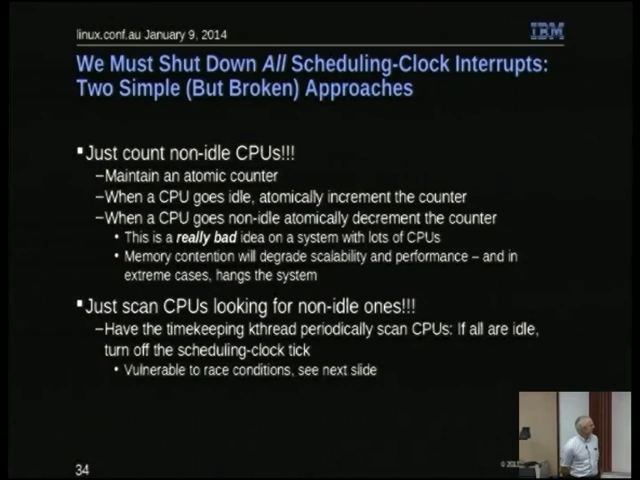 linux.conf.au January 9, 2014
IBM
We Must Shut Down All Scheduling-Clock Interrupts:
Two Simple (But Broken) Approaches
▪Just count non-idle CPUs!!!
–Maintain an atomic counter
–When a CPU goes idle, atomically increment the counter
–When a CPU goes non-idle atomically decrement the counter
• This is a really bad idea on a system with lots of CPUs
• Memory contention will degrade scalability and performance – and in
extreme cases, hangs the system
▪Just scan CPUs looking for non-idle ones!!!
–Have the timekeeping kthread periodically scan CPUs: If all are idle,
turn off the scheduling-clock tick
• Vulnerable to race conditions, see next slide
34